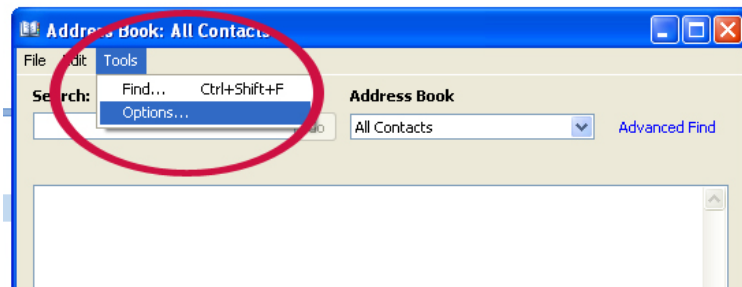 Address Book: All Contacts
File Edit Tools
Find... Ctrl+Shift+F
Search:
Address Book
Options...
All Contacts
Advanced Find